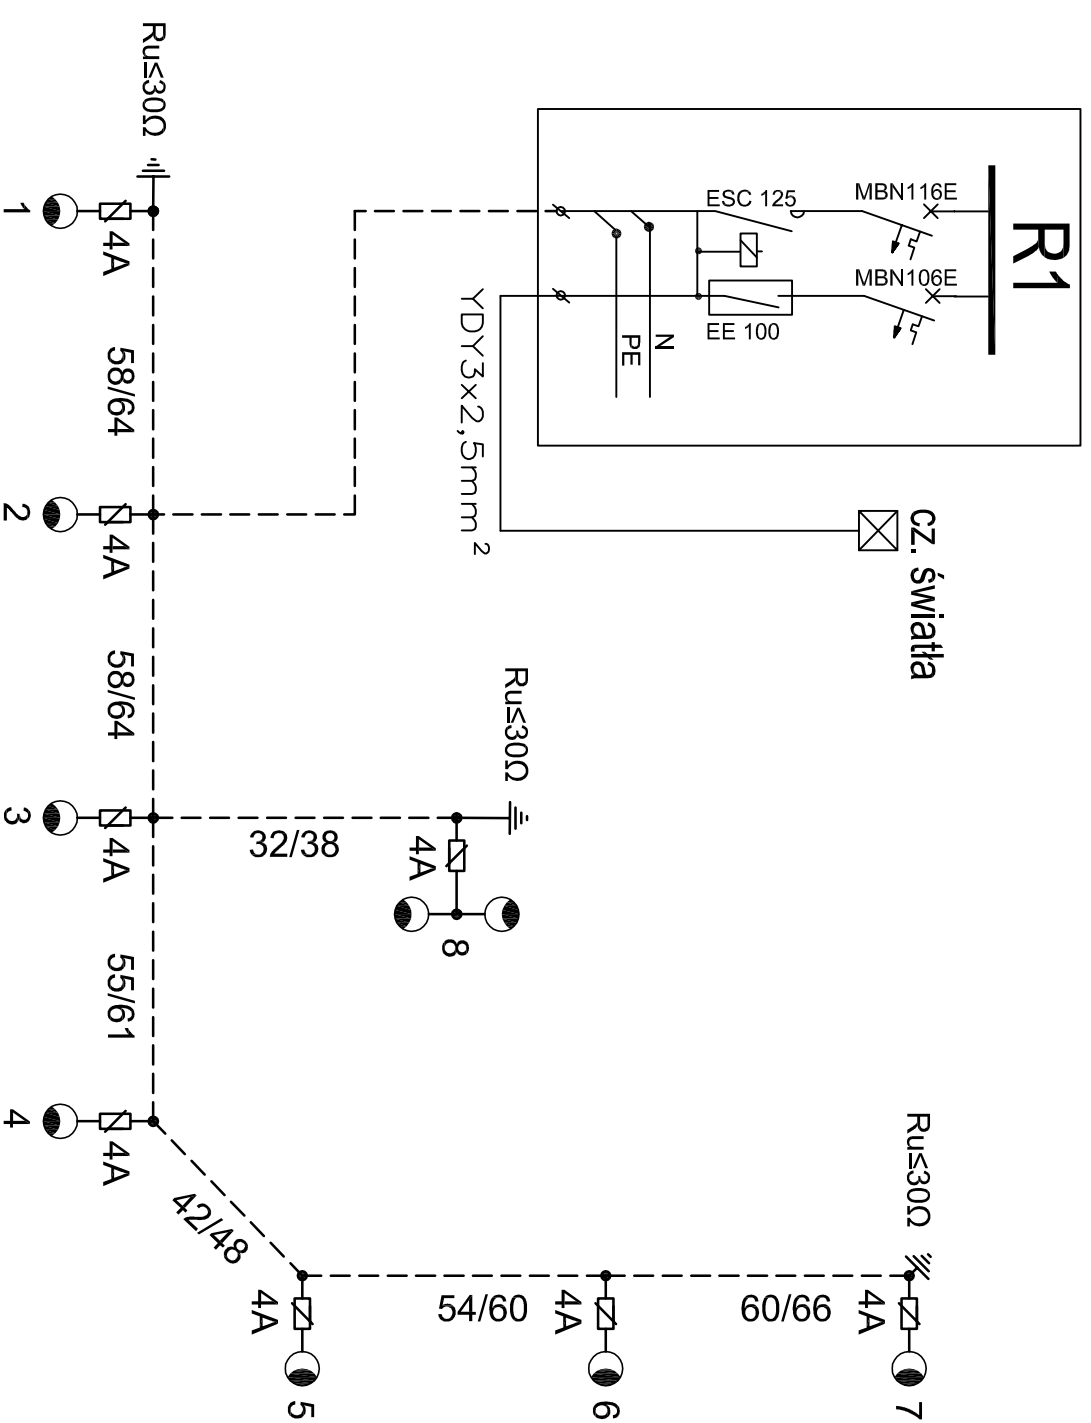 R1
MBN116E
ESC 125
MBN106E
EE 100
N
PE
YDY3x2,5mm²
cz. światła
Ru≤30Ω
4A
1
58/64
4A
2
58/64
4A
3
32/38
Ru≤30Ω
4A
8
55/61
4A
4
42/48
4A
5
54/60
4A
6
60/66
Ru≤30Ω
4A
7